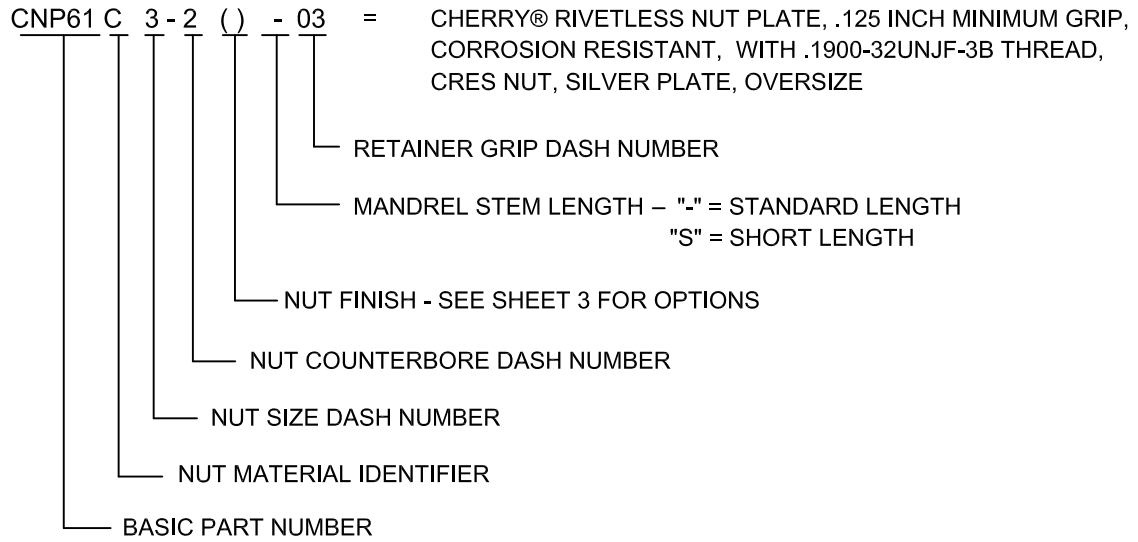 CNP61 C 3 - 2 ( ) - 03 = CHERRY® RIVETLESS NUT PLATE, .125 INCH MINIMUM GRIP,
CORROSION RESISTANT, WITH .1900-32UNJF-3B THREAD,
CRES NUT, SILVER PLATE, OVERSIZE
RETAINER GRIP DASH NUMBER
MANDREL STEM LENGTH – "-" = STANDARD LENGTH
"S" = SHORT LENGTH
NUT FINISH - SEE SHEET 3 FOR OPTIONS
NUT COUNTERBORE DASH NUMBER
NUT SIZE DASH NUMBER
NUT MATERIAL IDENTIFIER
BASIC PART NUMBER